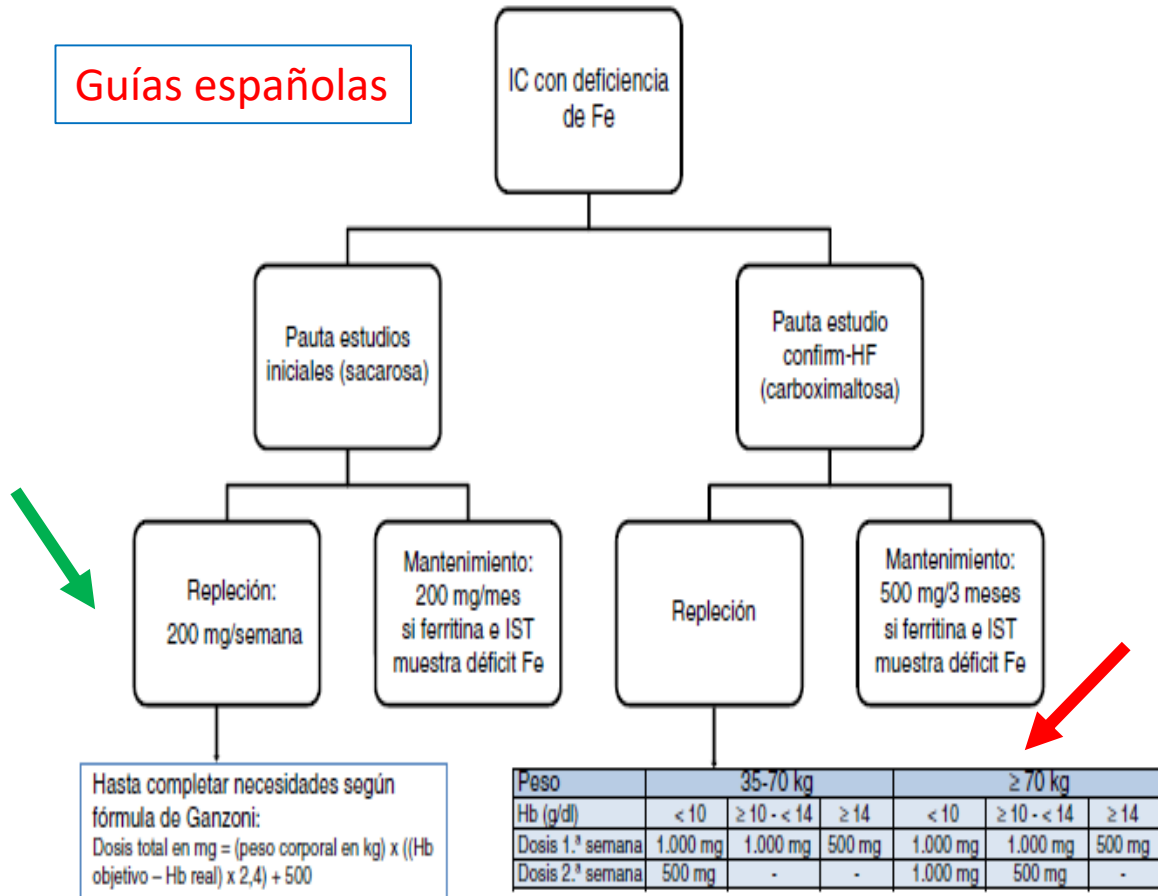 Guías españolas
IC con deficiencia
de Fe
Pauta estudios
iniciales (sacarosa)
Pauta estudio
confirm-HF
(carboximaltosa)
Repleción:
200 mg/semana
Mantenimiento:
200 mg/mes
si ferritina e IST
muestra déficit Fe
Repleción
Mantenimiento:
500 mg/3 meses
si ferritina e IST
muestra déficit Fe
Hasta completar necesidades según
fórmula de Ganzoni:
Dosis total en mg = (peso corporal en kg) x ((Hb
objetivo – Hb real) x 2,4) + 500
Peso 35-70 kg ≥ 70 kg
Hb (g/dl) < 10 ≥ 10 - < 14 ≥ 14 < 10 ≥ 10 - < 14 ≥ 14
Dosis 1.ª semana 1.000 mg 1.000 mg 500 mg 1.000 mg 1.000 mg 500 mg
Dosis 2.ª semana 500 mg - - 1.000 mg 500 mg -